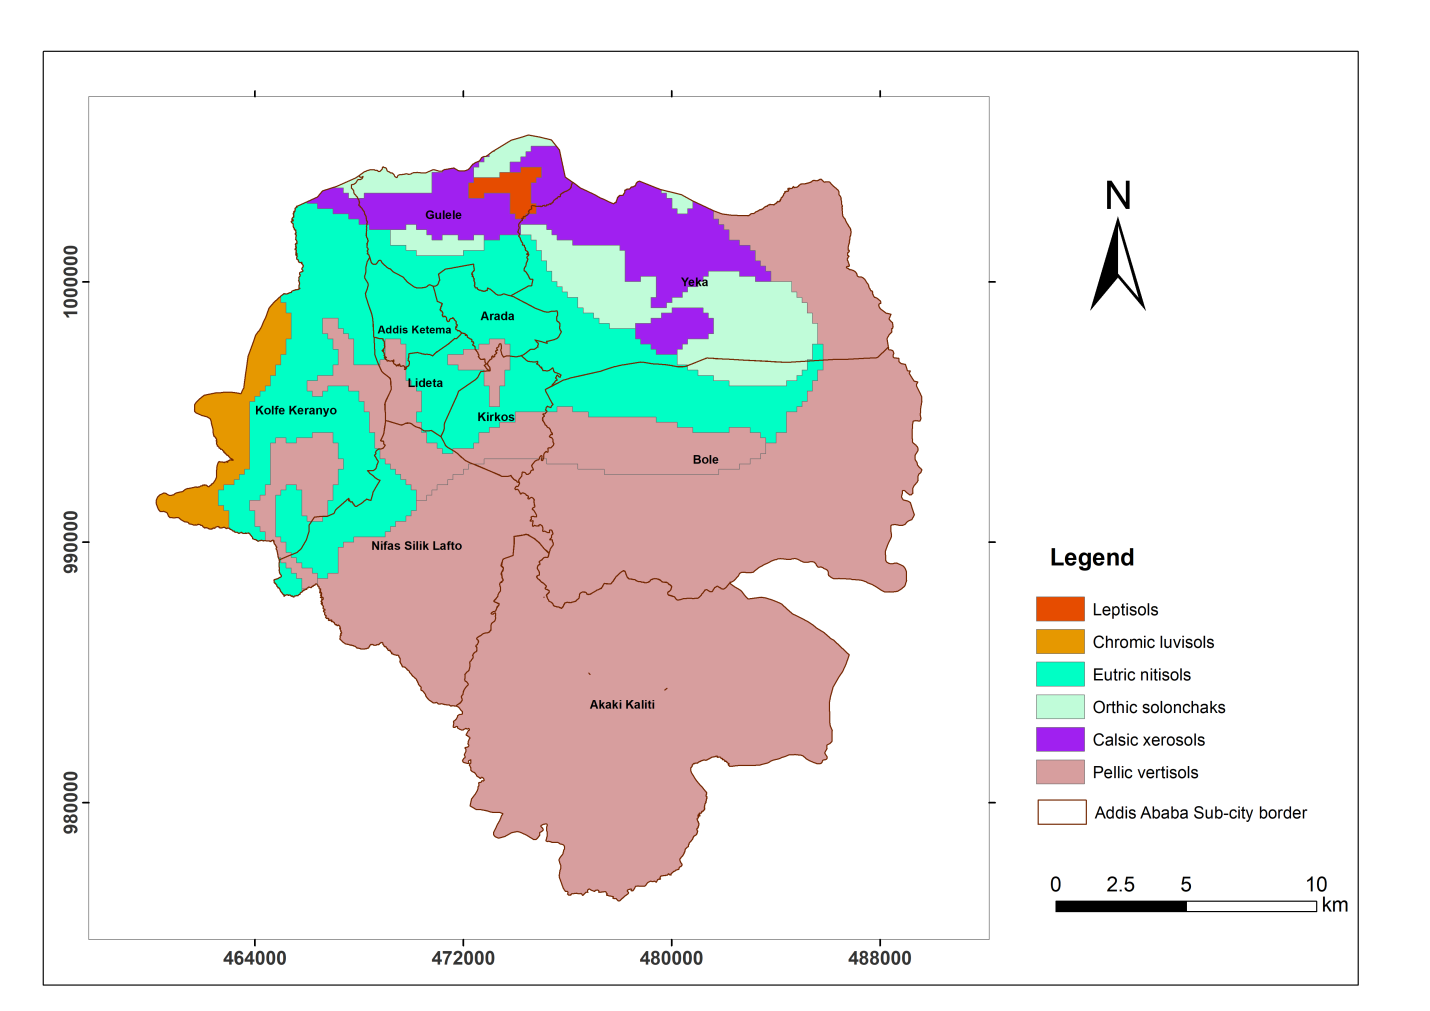 N
Gulele
Yeka
Arada
Addis Ketema
Lideta
Kolfe Keranyo
Kirkos
Bole
Nifas Silik Lafto
Akaki Kaliti
1000000
990000
980000
464000
472000
480000
488000
Legend
Leptisols
Chromic luvisols
Eutric nitisols
Orthic solonchaks
Calsic xerosols
Pellic vertisols
Addis Ababa Sub-city border
0 2.5 5 10
km